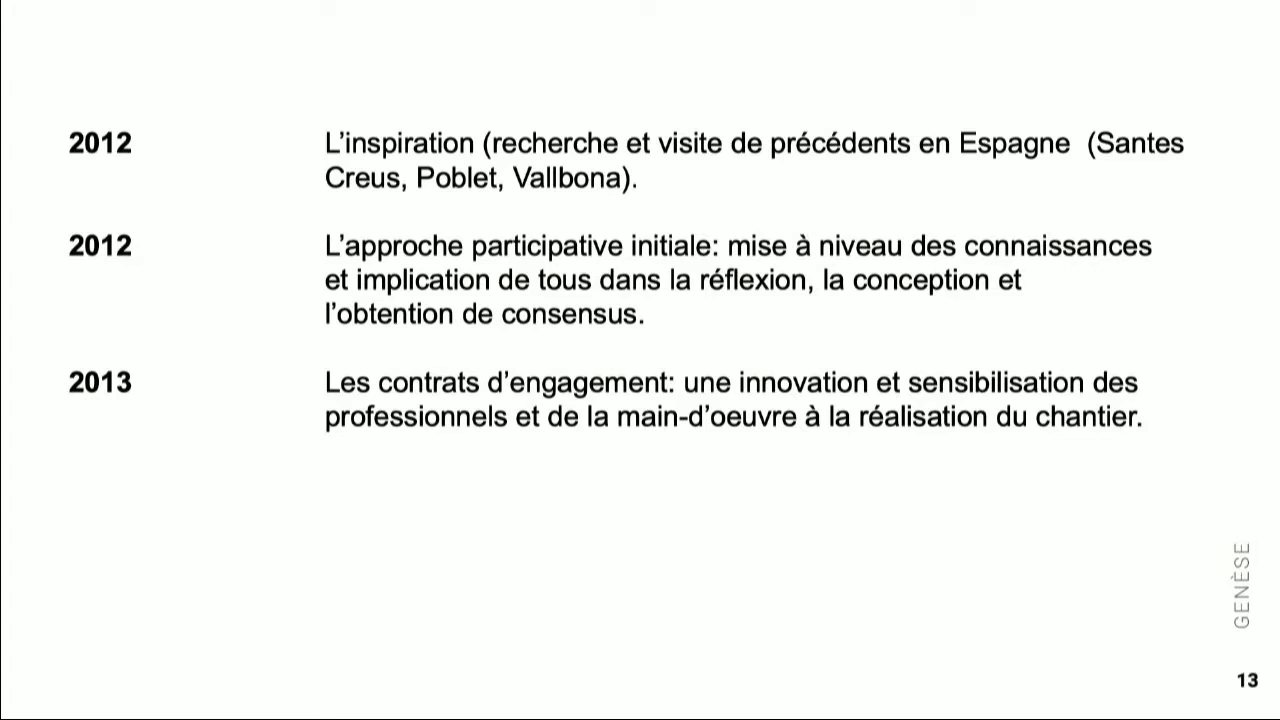 2012 L’inspiration (recherche et visite de précédents en Espagne  (Santes
Creus, Poblet, Vallbona).
2012 L’approche participative initiale: mise à niveau des connaissances
et implication de tous dans la réflexion, la conception et
l’obtention de consensus.
2013 Les contrats d’engagement: une innovation et sensibilisation des
professionnels et de la main-d’oeuvre à la réalisation du chantier.
GENÈSE
13